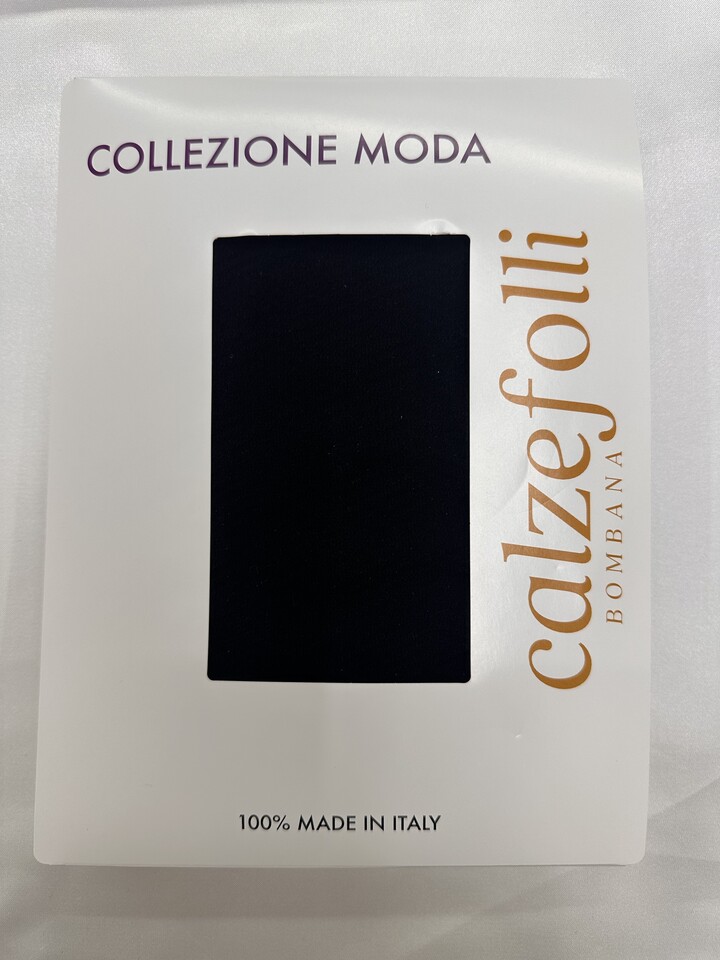 COLLEZIONE MODA
calzefolli
BOMBANA
100% MADE IN ITALY